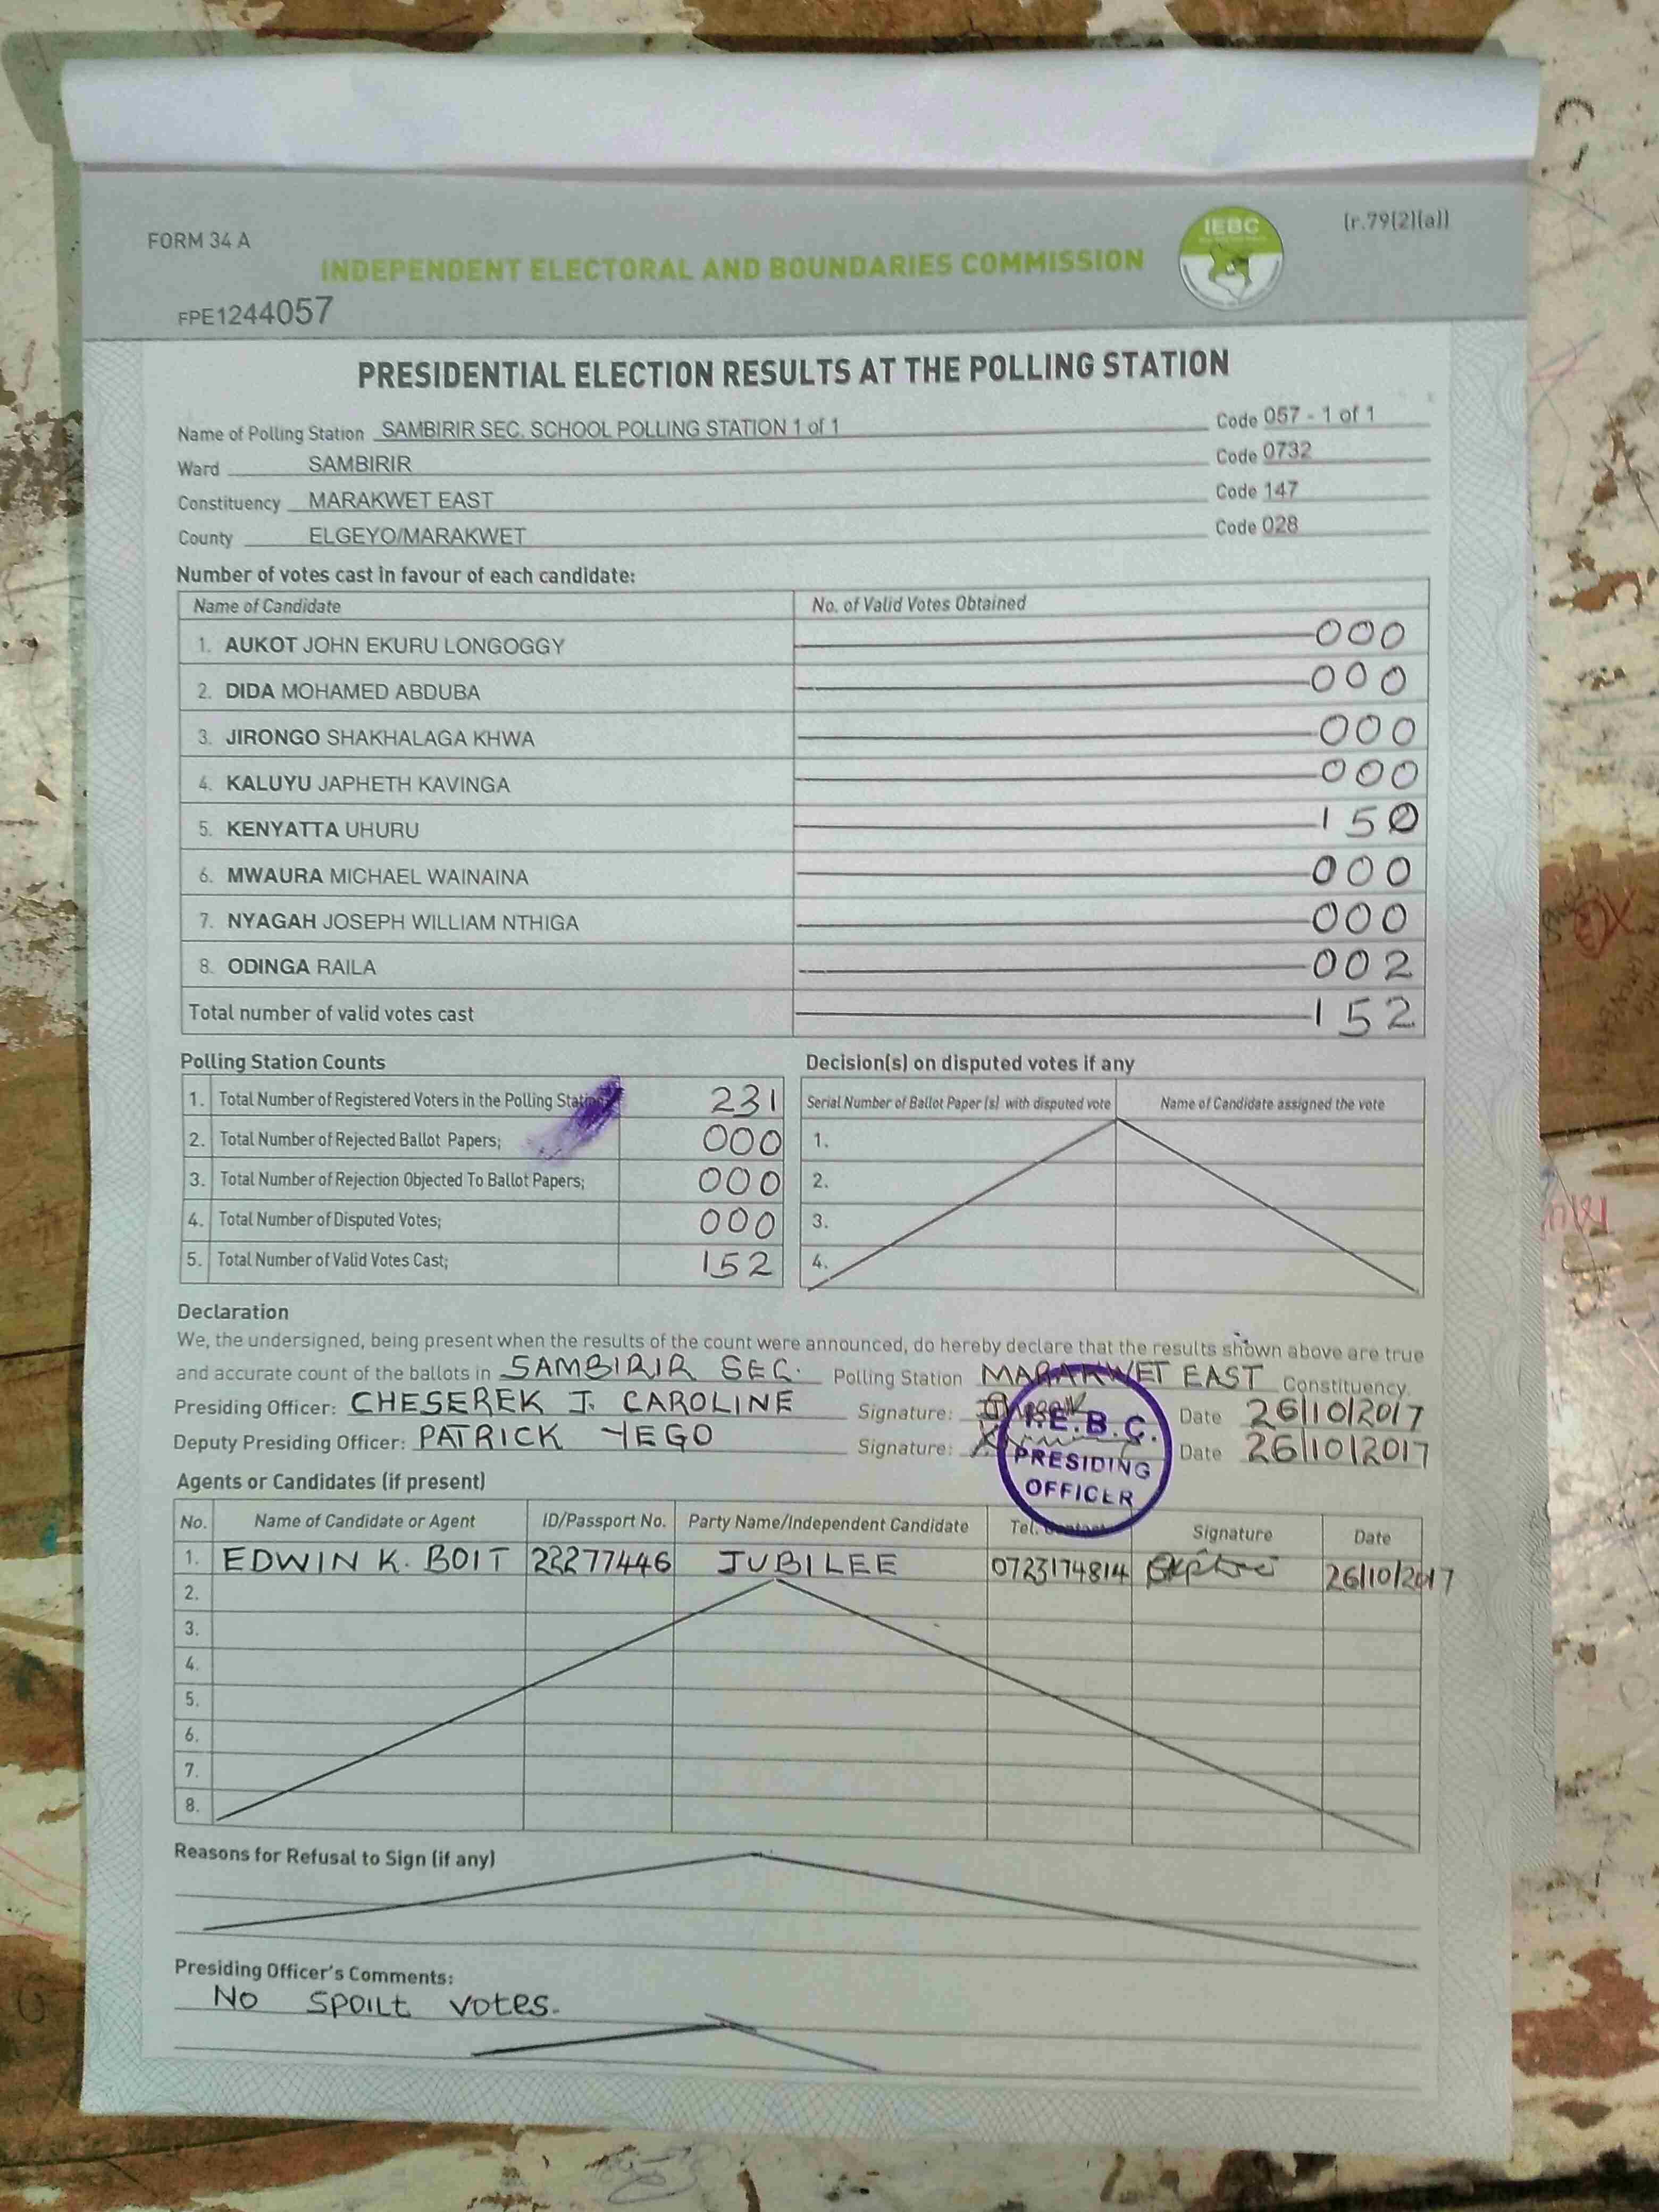 FORM 34 A
(r.79(2)(a))
IEBC
INDEPENDENT ELECTORAL AND BOUNDARIES COMMISSION
FPE1244057
PRESIDENTIAL ELECTION RESULTS AT THE POLLING STATION
Name of Polling Station SAMBIRIR SEC. SCHOOL POLLING STATION 1 of 1 Code 057 - 1 of 1
Ward SAMBIRIR Code 0732
Constituency MARAKWET EAST Code 147
County ELGEYO/MARAKWET Code 028
Number of votes cast in favour of each candidate:
Name of Candidate No. of Valid Votes Obtained
1. AUKOT JOHN EKURU LONGOGGY 000
2. DIDA MOHAMED ABDUBA 000
3. JIRONGO SHAKHALAGA KHWA 000
4. KALUYU JAPHETH KAVINGA 000
5. KENYATTA UHURU 150
6. MWAURA MICHAEL WAINAINA 000
7. NYAGAH JOSEPH WILLIAM NTHIGA 000
8. ODINGA RAILA 002
Total number of valid votes cast 152
Polling Station Counts
1. Total Number of Registered Voters in the Polling Station 231
2. Total Number of Rejected Ballot Papers; 000
3. Total Number of Rejection Objected To Ballot Papers; 000
4. Total Number of Disputed Votes; 000
5. Total Number of Valid Votes Cast; 152
Decision(s) on disputed votes if any
Serial Number of Ballot Paper (s) with disputed vote Name of Candidate assigned the vote
1.
2.
3.
4.
Declaration
We, the undersigned, being present when the results of the count were announced, do hereby declare that the results shown above are true
and accurate count of the ballots in SAMBIRIR SEC. Polling Station MARAKWET EAST Constituency.
Presiding Officer: CHESEREK J. CAROLINE Signature: Date 26/10/2017
Deputy Presiding Officer: PATRICK YEGO Signature: Date 26/10/2017
I.E.B.C.
PRESIDING
OFFICER
Agents or Candidates (if present)
No. Name of Candidate or Agent ID/Passport No. Party Name/Independent Candidate Tel. Contact Signature Date
1. EDWIN K. BOIT 22277446 JUBILEE 0723174814 26/10/2017
2.
3.
4.
5.
6.
7.
8.
Reasons for Refusal to Sign (if any)
Presiding Officer's Comments:
No SPOILt votes.